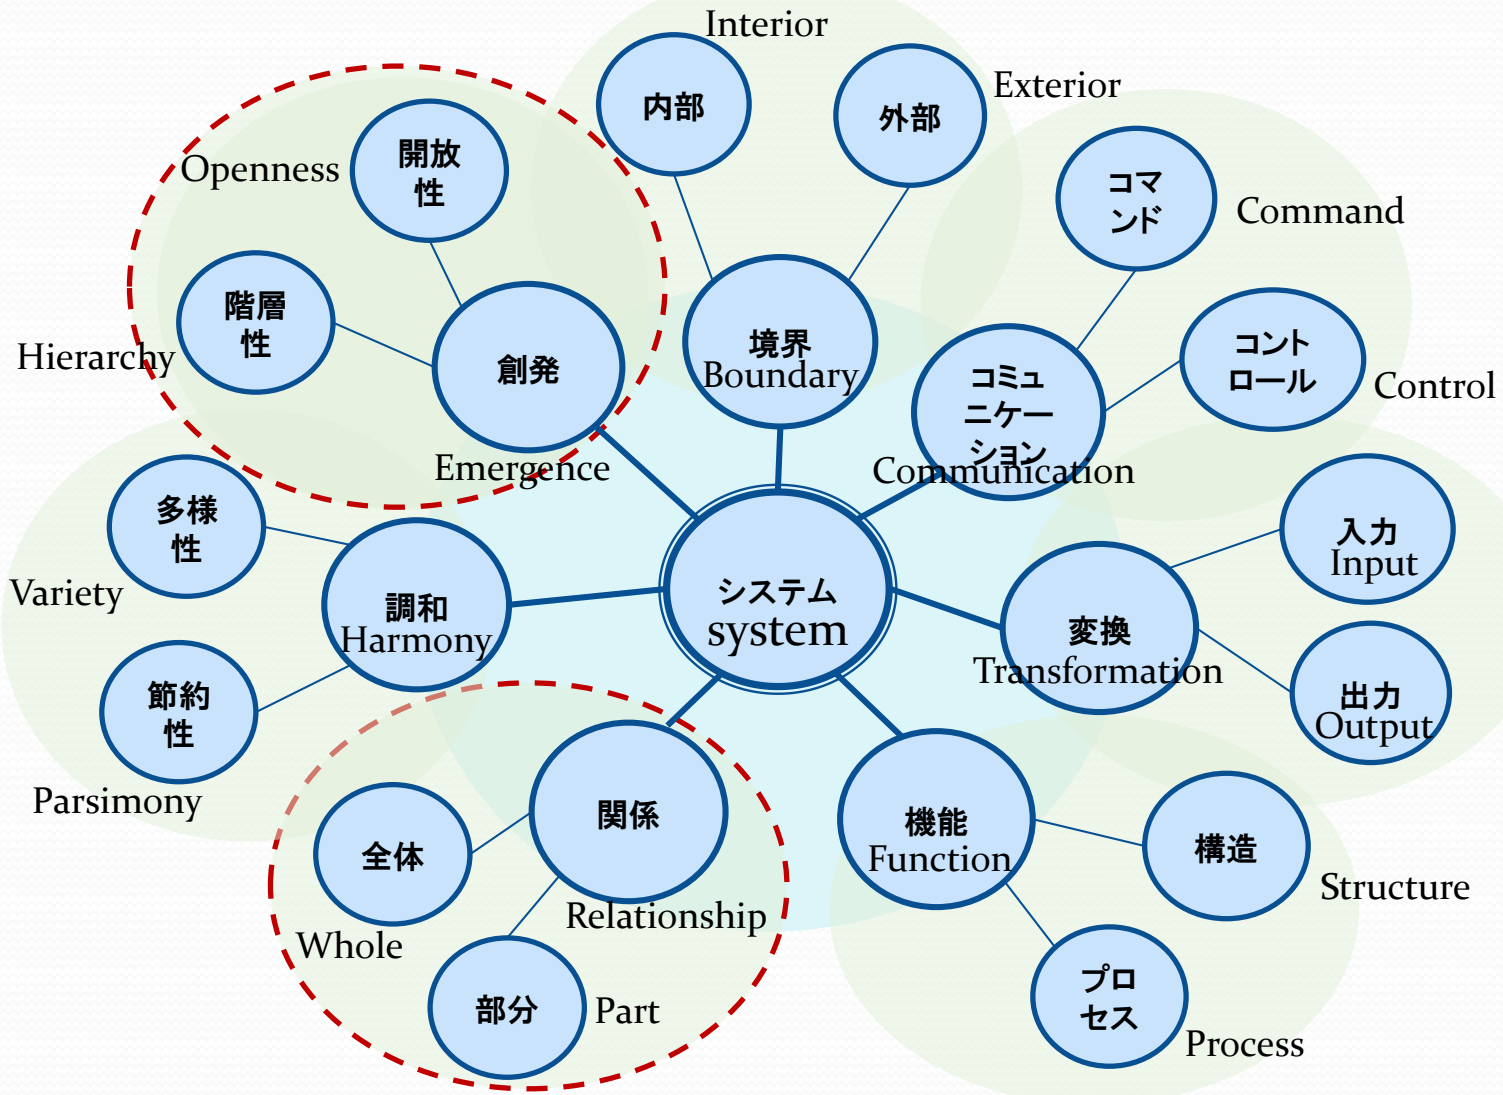 Interior
内部
外部
Exterior
開放
性
Openness
コマ
ンド
Command
階層
性
Hierarchy
創発
Emergence
境界
Boundary
コミュ
ニケー
ション
Communication
コント
ロール
Control
多様
性
Variety
調和
Harmony
システム
system
変換
Transformation
入力
Input
出力
Output
節約
性
Parsimony
全体
Whole
関係
Relationship
部分
Part
機能
Function
構造
Structure
プロ
セス
Process